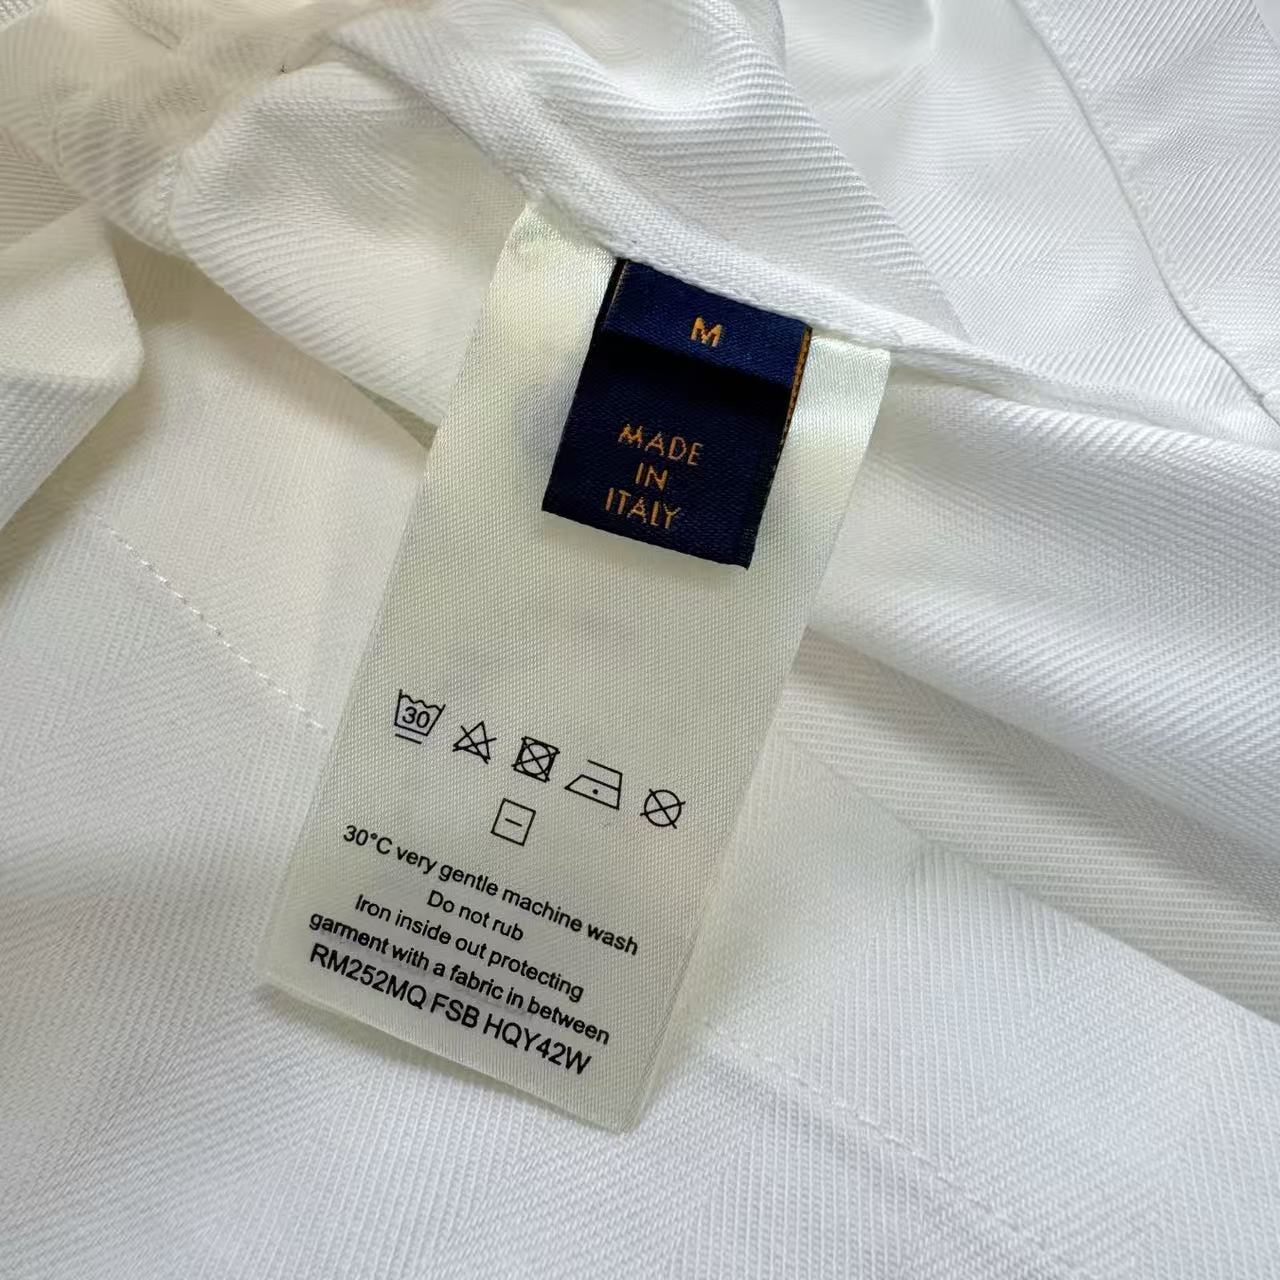 M
MADE
IN
ITALY
30
30°C very gentle machine wash
Do not rub
Iron inside out protecting
garment with a fabric in between
RM252MQ FSB HQY42W